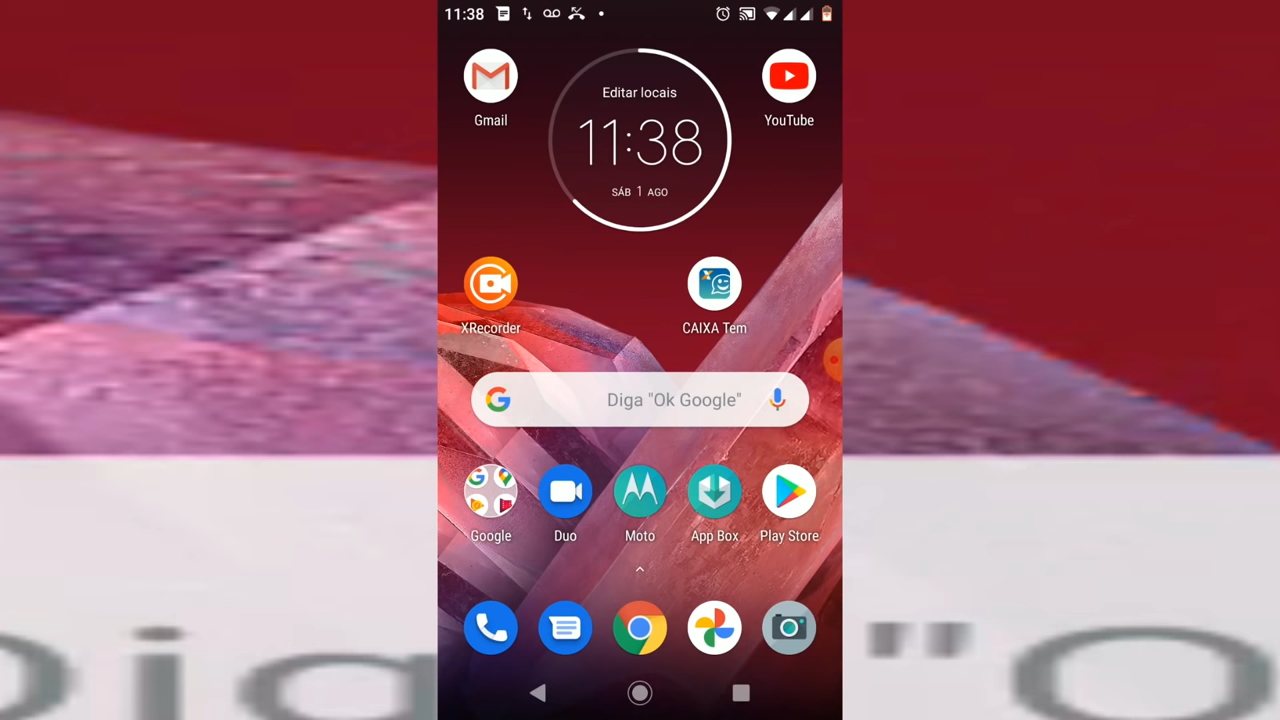 11:38
Gmail
Editar locais
11:38
SÁB 1 AGO
YouTube
XRecorder
CAIXA Tem
Diga "Ok Google"
Google
Duo
Moto
App Box
Play Store
Dia
"O